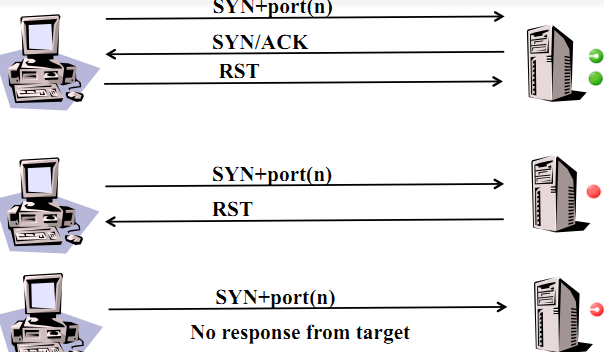 SYN+port(n)
SYN/ACK
RST
SYN+port(n)
RST
SYN+port(n)
No response from target